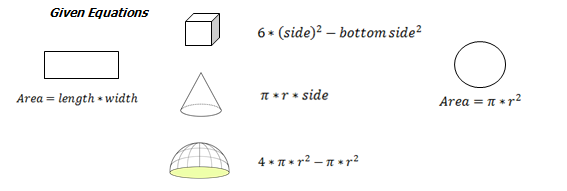 Given Equations
6 * (side)² − bottom side²
Area = length * width
π * r * side
Area = π * r²
4 * π * r² − π * r²